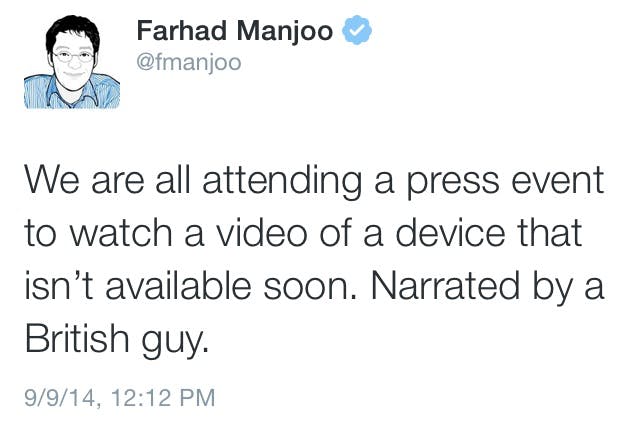 Farhad Manjoo
@fmanjoo
We are all attending a press event
to watch a video of a device that
isn’t available soon. Narrated by a
British guy.
9/9/14, 12:12 PM